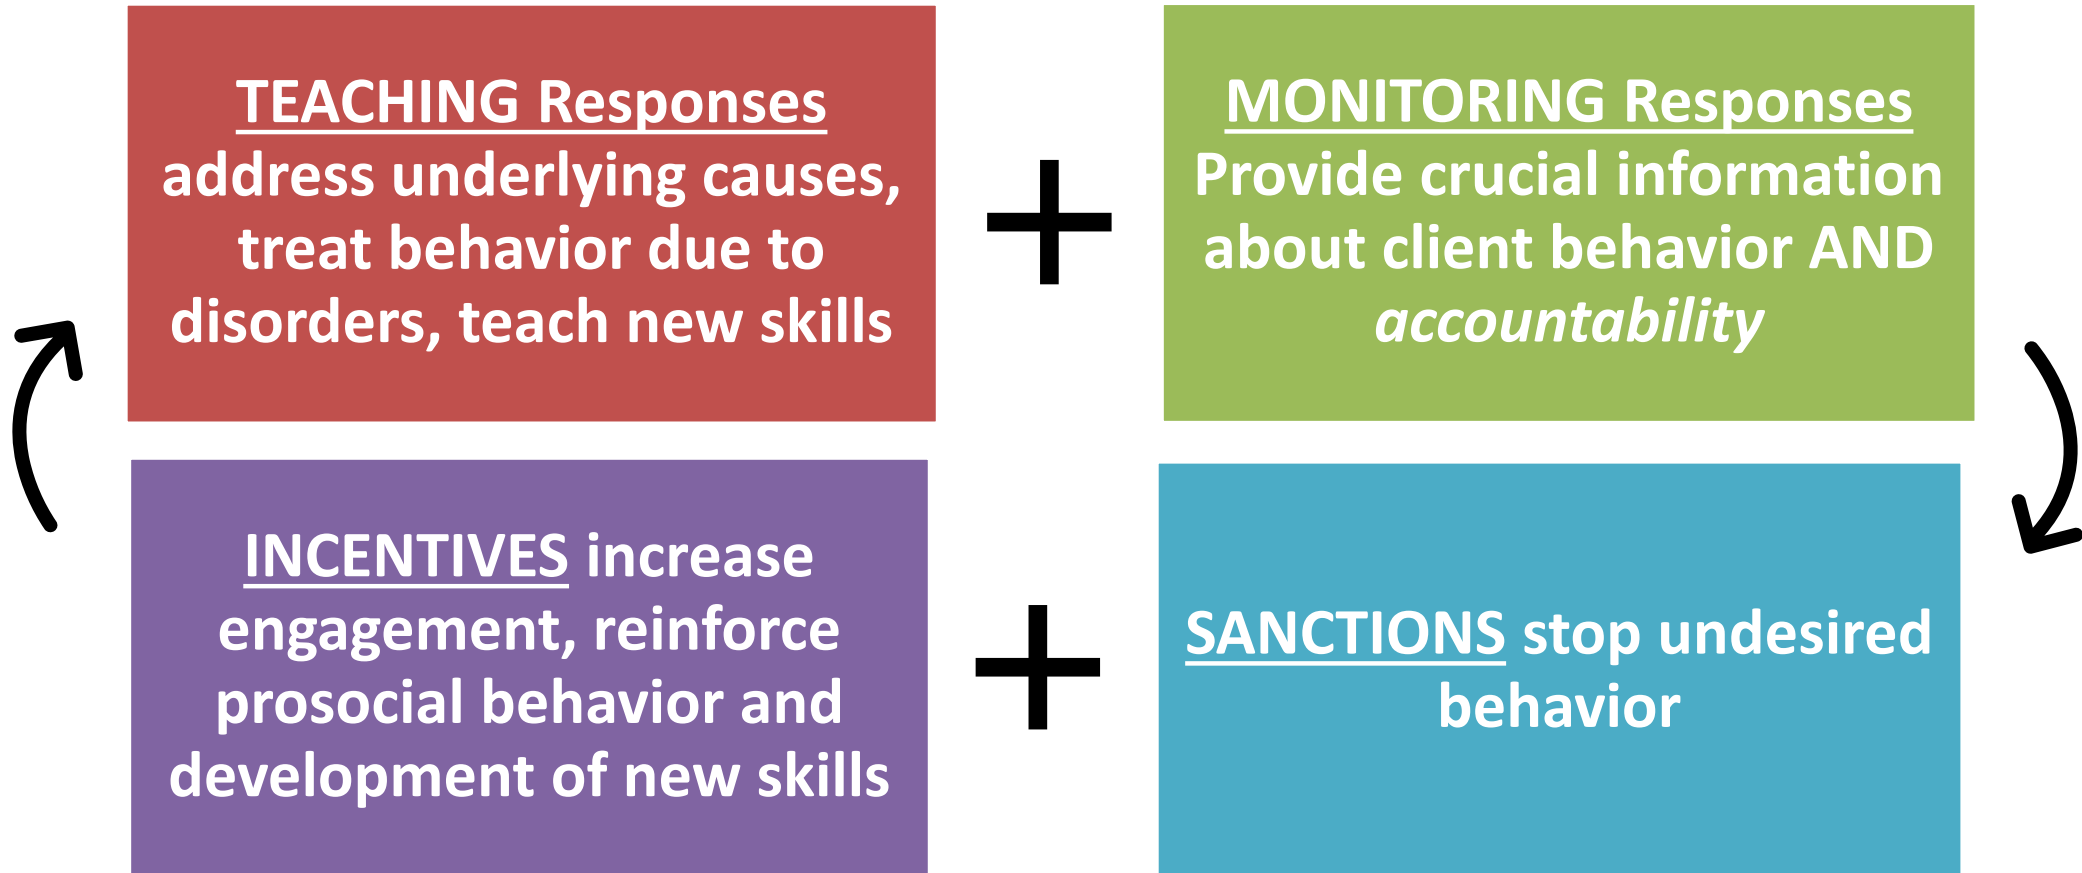 TEACHING Responses
address underlying causes,
treat behavior due to
disorders, teach new skills
MONITORING Responses
Provide crucial information
about client behavior AND
accountability
INCENTIVES increase
engagement, reinforce
prosocial behavior and
development of new skills
SANCTIONS stop undesired
behavior